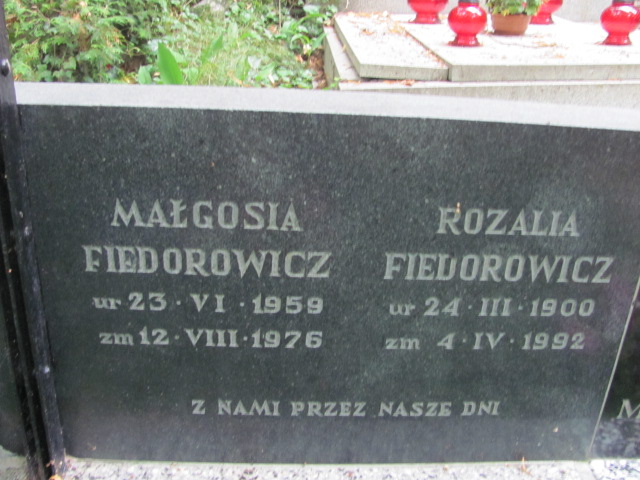 MAŁGOSIA
FIEDOROWICZ
ur 23·VI·1959
zm 12·VIII·1976
ROZALIA
FIEDOROWICZ
ur 24·III·1900
zm 4·IV·1992
Z NAMI PRZEZ NASZE DNI